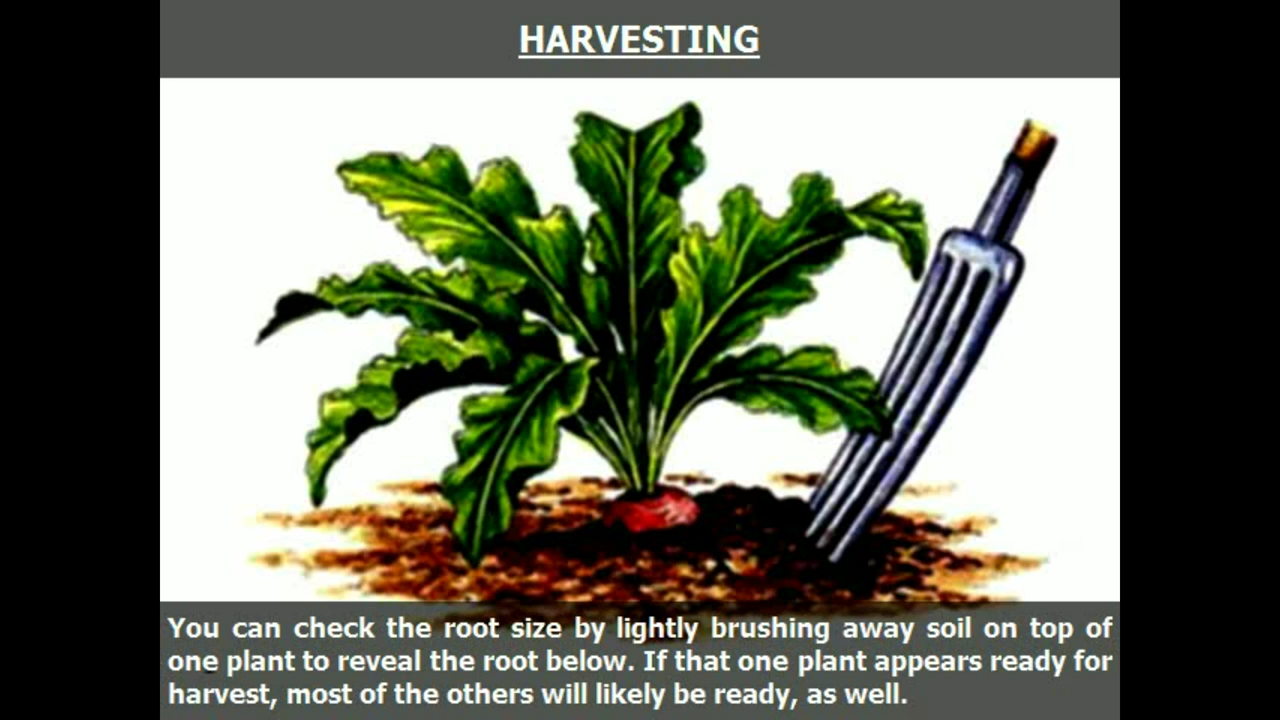 HARVESTING
You can check the root size by lightly brushing away soil on top of
one plant to reveal the root below. If that one plant appears ready for
harvest, most of the others will likely be ready, as well.